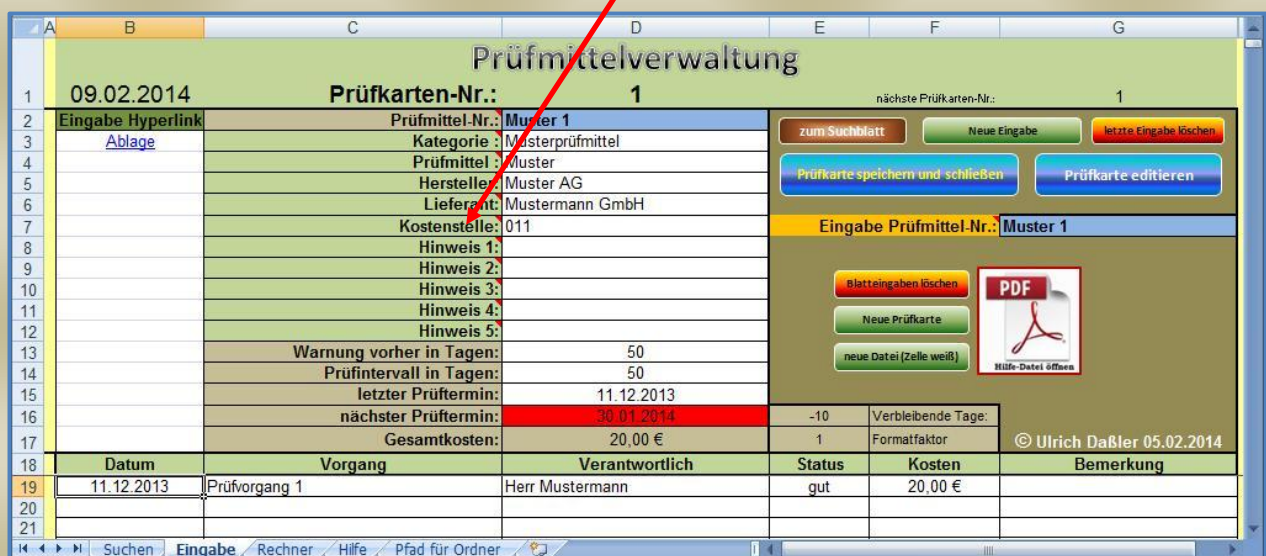 A B C D E F G
Prüfmittelverwaltung
1 09.02.2014 Prüfkarten-Nr.: 1 nächste Prüfkarten-Nr.: 1
2 Eingabe Hyperlink Prüfmittel-Nr.: Muster 1
zum Suchblatt Neue Eingabe letzte Eingabe löschen
3 Ablage Kategorie : Musterprüfmittel
4 Prüfmittel : Muster
Prüfkarte speichern und schließen Prüfkarte editieren
5 Hersteller: Muster AG
6 Lieferant: Mustermann GmbH
7 Kostenstelle: 011 Eingabe Prüfmittel-Nr.: Muster 1
8 Hinweis 1:
9 Hinweis 2:
Blatteingaben löschen PDF
10 Hinweis 3:
11 Hinweis 4:
Neue Prüfkarte
12 Hinweis 5:
13 Warnung vorher in Tagen: 50
neue Datei (Zelle weiß)
14 Prüfintervall in Tagen: 50 Hilfe-Datei öffnen
15 letzter Prüftermin: 11.12.2013
16 nächster Prüftermin: 30.01.2014 -10 Verbleibende Tage:
17 Gesamtkosten: 20,00 € 1 Formatfaktor © Ulrich Daßler 05.02.2014
18 Datum Vorgang Verantwortlich Status Kosten Bemerkung
19 11.12.2013 Prüfvorgang 1 Herr Mustermann gut 20,00 €
20
21
Suchen Eingabe Rechner Hilfe Pfad für Ordner